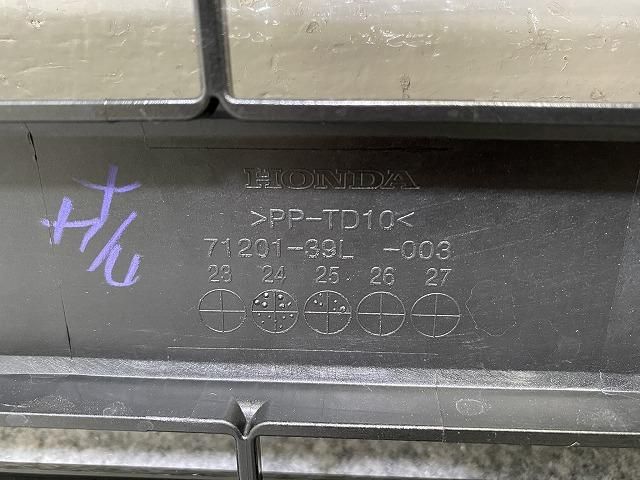 HONDA
>PP-TD10<
71201-39L -003
23 24 25 26 27